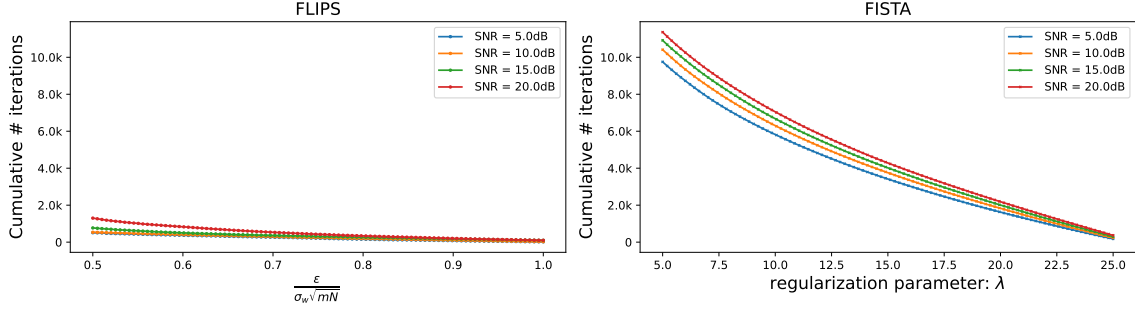 FLIPS
Cumulative # iterations
10.0k
8.0k
6.0k
4.0k
2.0k
0
SNR = 5.0dB
SNR = 10.0dB
SNR = 15.0dB
SNR = 20.0dB
0.5 0.6 0.7 0.8 0.9 1.0
ε
σw√mN
FISTA
Cumulative # iterations
10.0k
8.0k
6.0k
4.0k
2.0k
0
SNR = 5.0dB
SNR = 10.0dB
SNR = 15.0dB
SNR = 20.0dB
5.0 7.5 10.0 12.5 15.0 17.5 20.0 22.5 25.0
regularization parameter: λ